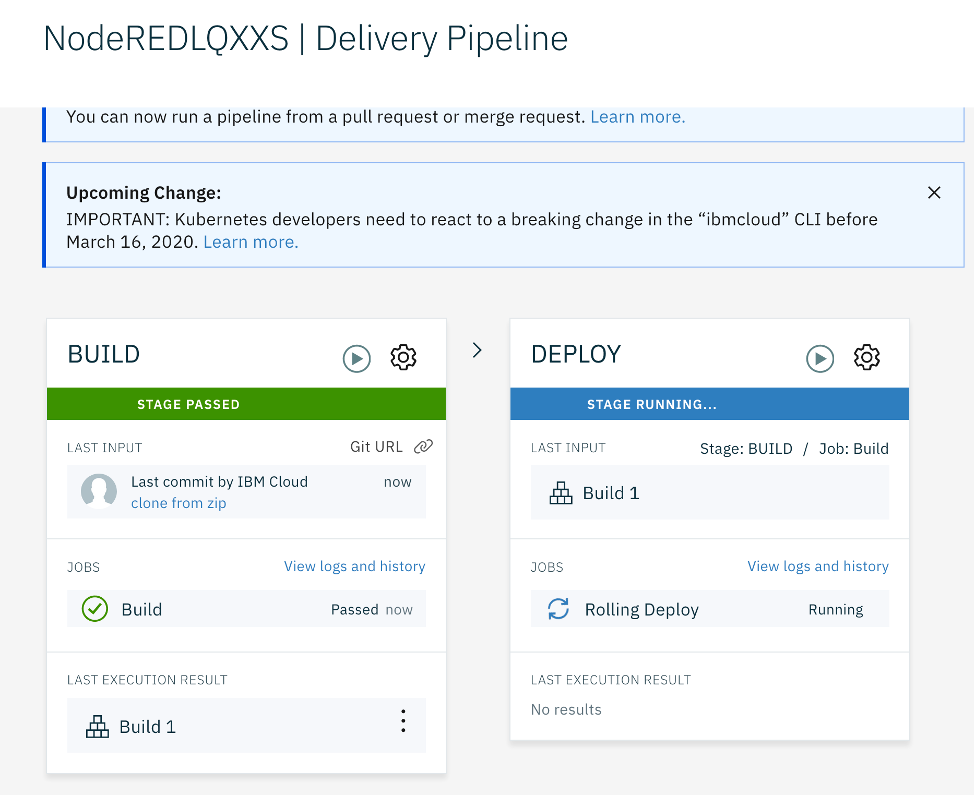 NodeREDLQXXS | Delivery Pipeline
You can now run a pipeline from a pull request or merge request. Learn more.
Upcoming Change:
IMPORTANT: Kubernetes developers need to react to a breaking change in the “ibmcloud” CLI before
March 16, 2020. Learn more.
BUILD
STAGE PASSED
LAST INPUT Git URL
Last commit by IBM Cloud now
clone from zip
JOBS View logs and history
Build Passed now
LAST EXECUTION RESULT
Build 1
DEPLOY
STAGE RUNNING...
LAST INPUT Stage: BUILD / Job: Build
Build 1
JOBS View logs and history
Rolling Deploy Running
LAST EXECUTION RESULT
No results